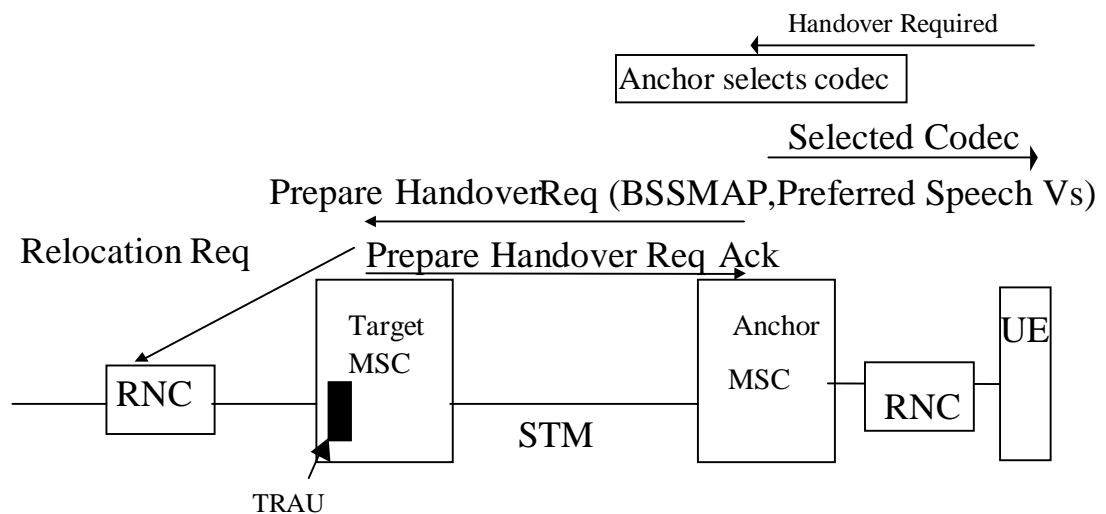 Handover Required
Anchor selects codec
Selected Codec
Prepare HandoverReq (BSSMAP,Preferred Speech Vs)
Relocation Req
Prepare Handover Req Ack
Target
MSC
Anchor
MSC
UE
RNC
RNC
STM
TRAU